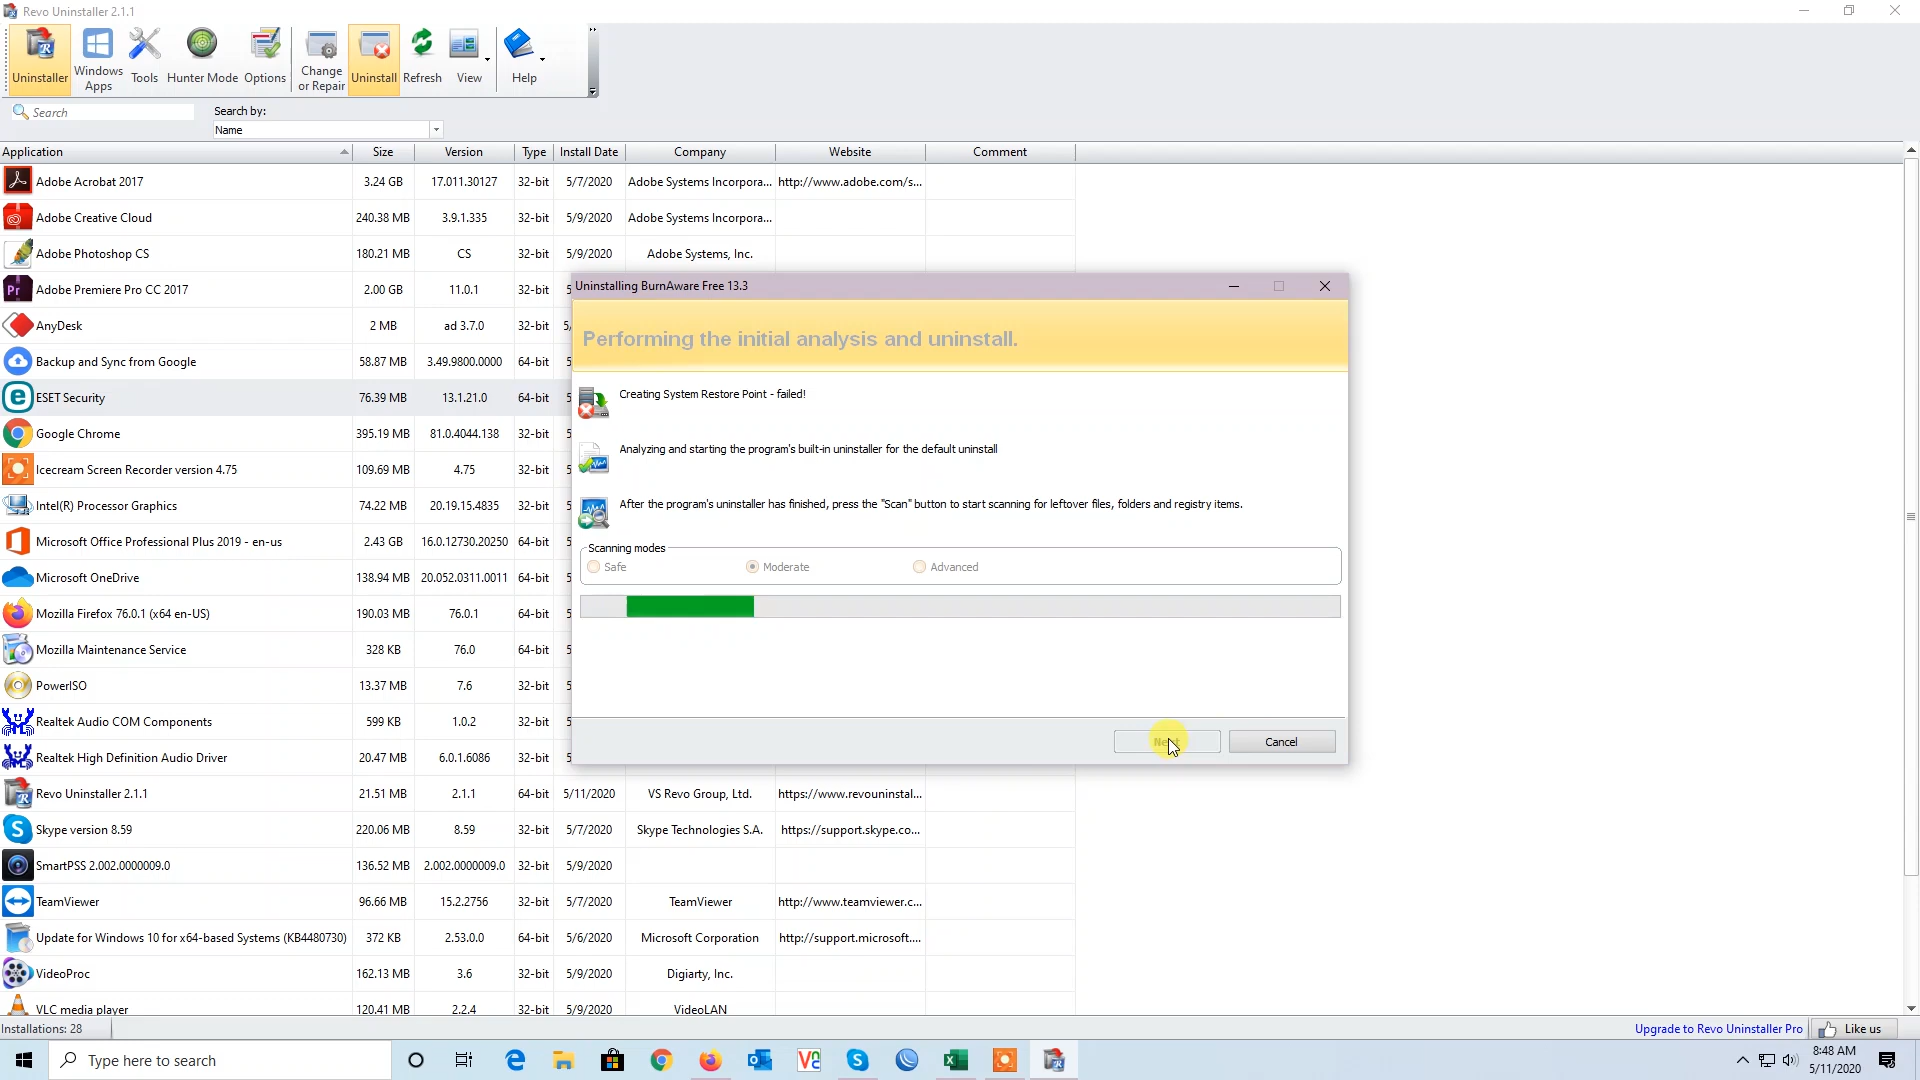 Revo Uninstaller 2.1.1
Uninstaller
Windows Apps
Tools
Hunter Mode
Options
Change or Repair
Uninstall
Refresh
View
Help
Search
Search by:
Name
Application Size Version Type Install Date Company Website Comment
Adobe Acrobat 2017 3.24 GB 17.011.30127 32-bit 5/7/2020 Adobe Systems Incorpora... http://www.adobe.com/s...
Adobe Creative Cloud 240.38 MB 3.9.1.335 32-bit 5/9/2020 Adobe Systems Incorpora...
Adobe Photoshop CS 180.21 MB CS 32-bit 5/9/2020 Adobe Systems, Inc.
Adobe Premiere Pro CC 2017 2.00 GB 11.0.1 32-bit 5
AnyDesk 2 MB ad 3.7.0 32-bit 5/
Backup and Sync from Google 58.87 MB 3.49.9800.0000 64-bit 5
ESET Security 76.39 MB 13.1.21.0 64-bit 5
Google Chrome 395.19 MB 81.0.4044.138 32-bit 5
Icecream Screen Recorder version 4.75 109.69 MB 4.75 32-bit 5
Intel(R) Processor Graphics 74.22 MB 20.19.15.4835 32-bit 5
Microsoft Office Professional Plus 2019 - en-us 2.43 GB 16.0.12730.20250 64-bit 5
Microsoft OneDrive 138.94 MB 20.052.0311.0011 32-bit 5
Mozilla Firefox 76.0.1 (x64 en-US) 190.03 MB 76.0.1 64-bit 5
Mozilla Maintenance Service 328 KB 76.0 64-bit 5
PowerISO 13.37 MB 7.6 32-bit 5
Realtek Audio COM Components 599 KB 1.0.2 32-bit 5
Realtek High Definition Audio Driver 20.47 MB 6.0.1.6086 32-bit 5
Revo Uninstaller 2.1.1 21.51 MB 2.1.1 64-bit 5/11/2020 VS Revo Group, Ltd. https://www.revouninstal...
Skype version 8.59 220.06 MB 8.59 32-bit 5/7/2020 Skype Technologies S.A. https://support.skype.co...
SmartPSS 2.002.0000009.0 136.52 MB 2.002.0000009.0 32-bit 5/9/2020
TeamViewer 96.66 MB 15.2.2756 32-bit 5/7/2020 TeamViewer http://www.teamviewer.c...
Update for Windows 10 for x64-based Systems (KB4480730) 372 KB 2.53.0.0 64-bit 5/6/2020 Microsoft Corporation http://support.microsoft....
VideoProc 162.13 MB 3.6 32-bit 5/9/2020 Digiarty, Inc.
VLC media player 120.41 MB 2.2.4 32-bit 5/9/2020 VideoLAN
Uninstalling BurnAware Free 13.3
Performing the initial analysis and uninstall.
Creating System Restore Point - failed!
Analyzing and starting the program's built-in uninstaller for the default uninstall
After the program's uninstaller has finished, press the "Scan" button to start scanning for leftover files, folders and registry items.
Scanning modes
Safe Moderate Advanced
Cancel
Installations: 28
Upgrade to Revo Uninstaller Pro
Like us
Type here to search
8:48 AM
5/11/2020